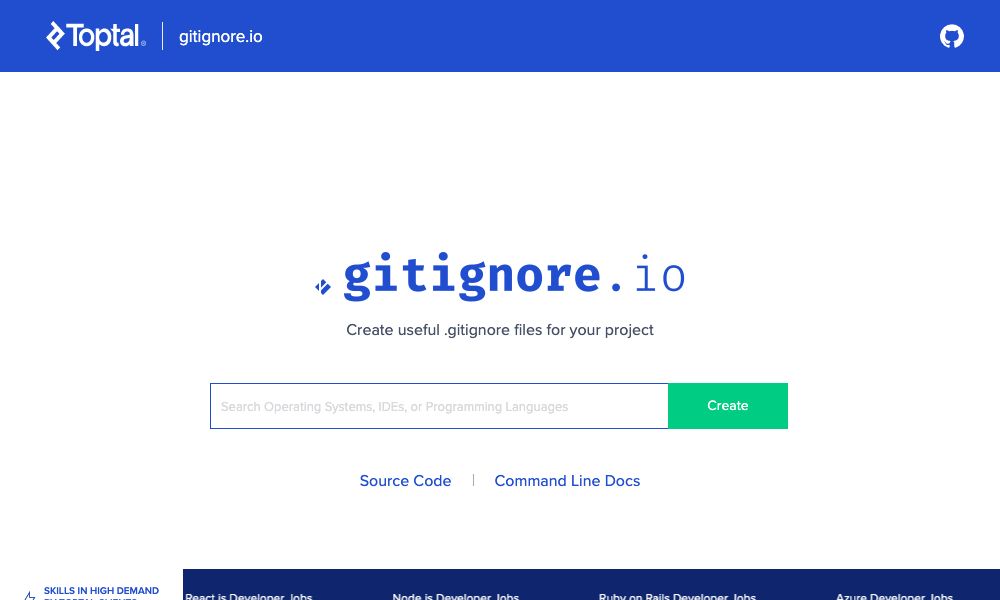 Toptal® gitignore.io
.gitignore.io
Create useful .gitignore files for your project
Search Operating Systems, IDEs, or Programming Languages Create
Source Code Command Line Docs
SKILLS IN HIGH DEMAND
React.js Developer Jobs Node.js Developer Jobs Ruby on Rails Developer Jobs Azure Developer Jobs